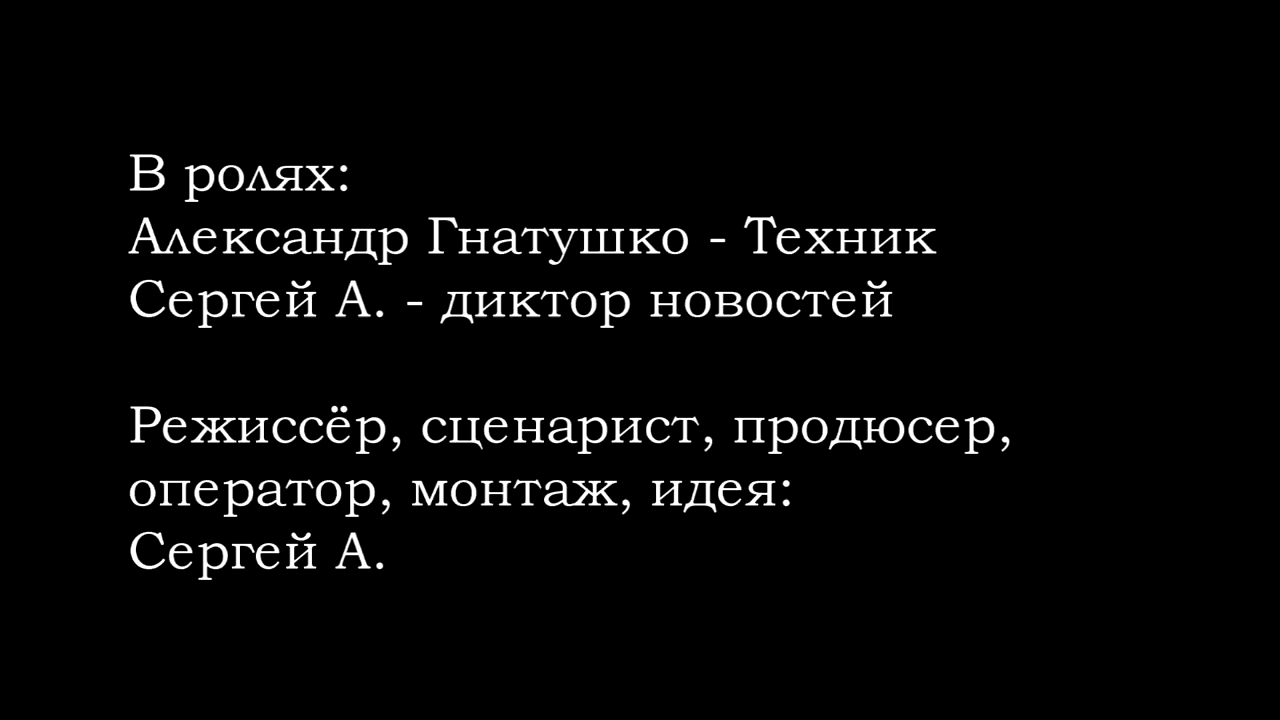 В ролях:
Александр Гнатушко - Техник
Сергей А. - диктор новостей
Режиссёр, сценарист, продюсер,
оператор, монтаж, идея:
Сергей А.